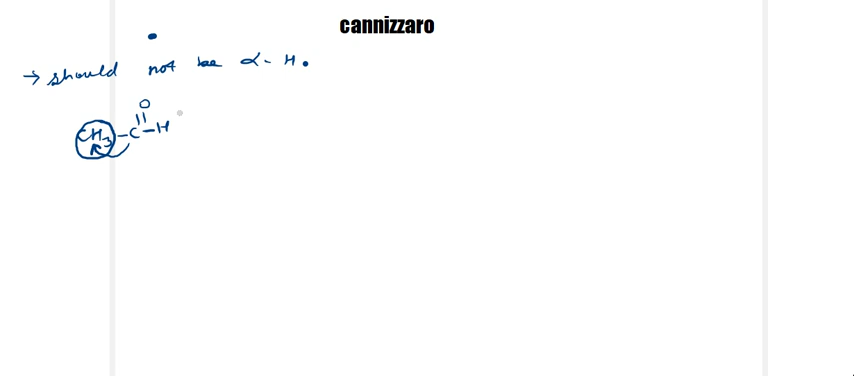 cannizzaro
→ should not be α - H.
O
||
CH3 - C - H